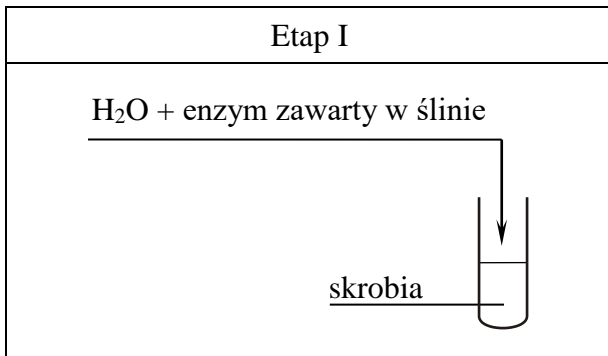 Etap I
H₂O + enzym zawarty w ślinie
skrobia